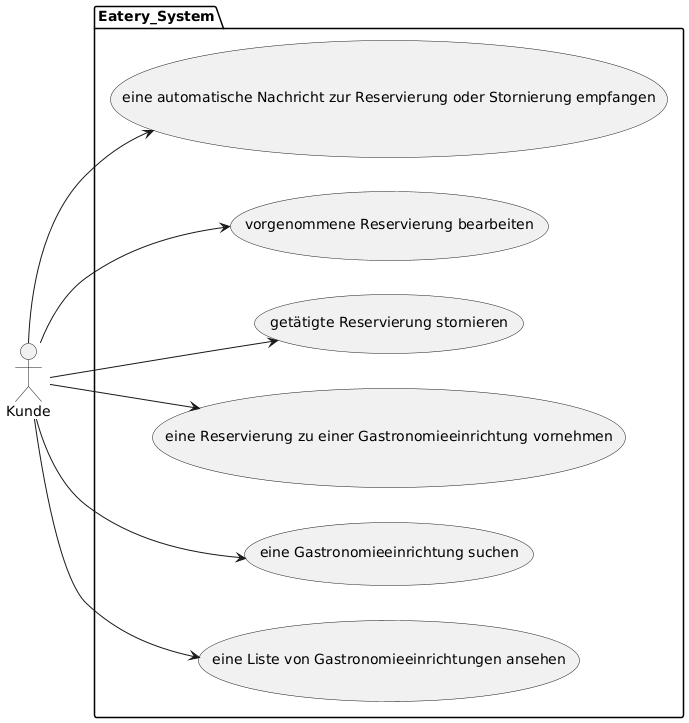 Eatery_System
eine automatische Nachricht zur Reservierung oder Stornierung empfangen
vorgenommene Reservierung bearbeiten
getätigte Reservierung stornieren
Kunde
eine Reservierung zu einer Gastronomieeinrichtung vornehmen
eine Gastronomieeinrichtung suchen
eine Liste von Gastronomieeinrichtungen ansehen